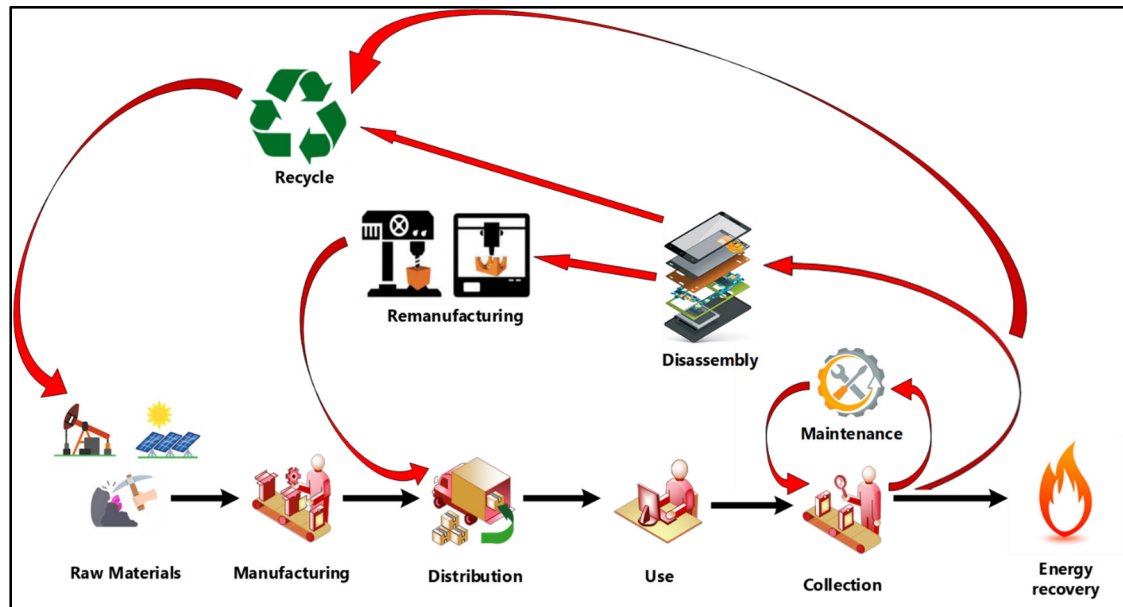 Recycle
Remanufacturing
Disassembly
Maintenance
Raw Materials
Manufacturing
Distribution
Use
Collection
Energy
recovery